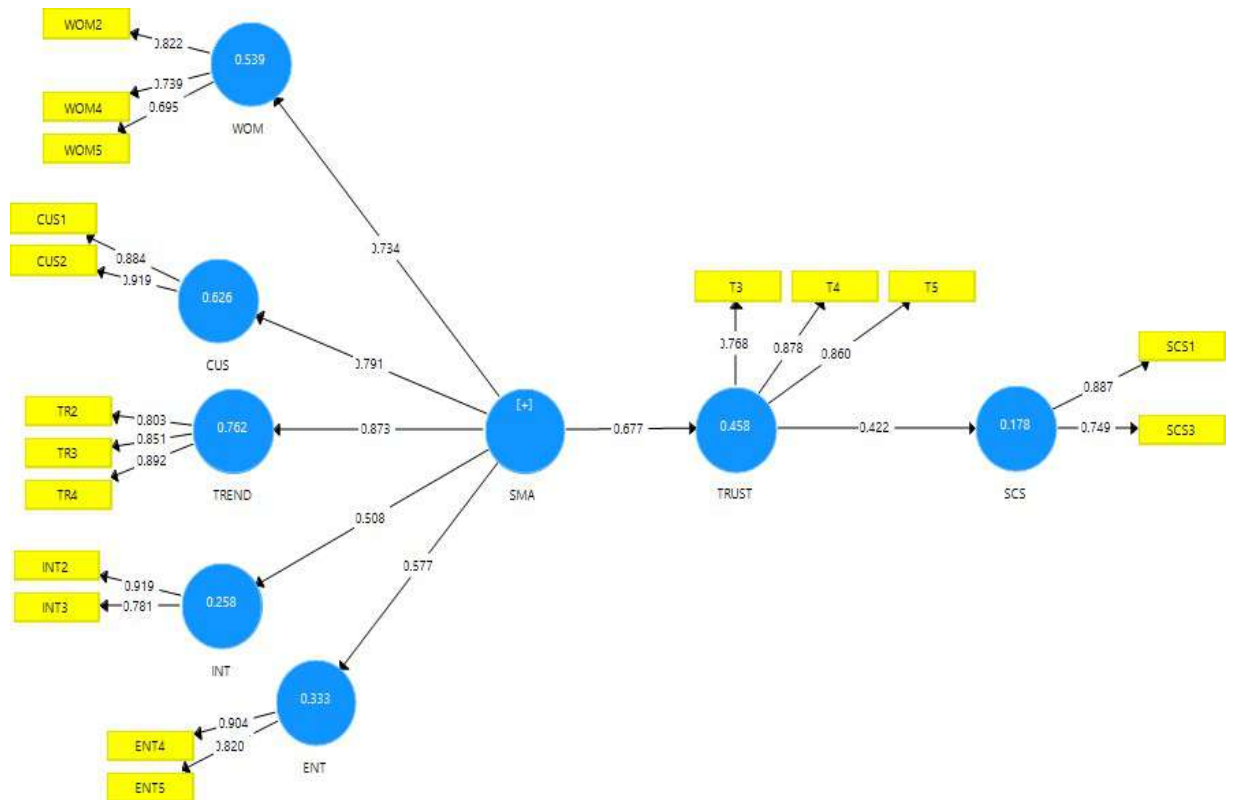 WOM2
WOM4
WOM5
0.822
0.739
0.695
0.539
WOM
CUS1
CUS2
0.884
0.919
0.626
CUS
TR2
TR3
TR4
0.803
0.851
0.892
0.762
TREND
INT2
INT3
0.919
0.781
0.258
INT
ENT4
ENT5
0.904
0.820
0.333
ENT
0.734
0.791
0.873
0.508
0.577
[+]
SMA
0.677
T3
T4
T5
0.768
0.878
0.860
0.458
TRUST
0.422
0.178
SCS
0.887
0.749
SCS1
SCS3